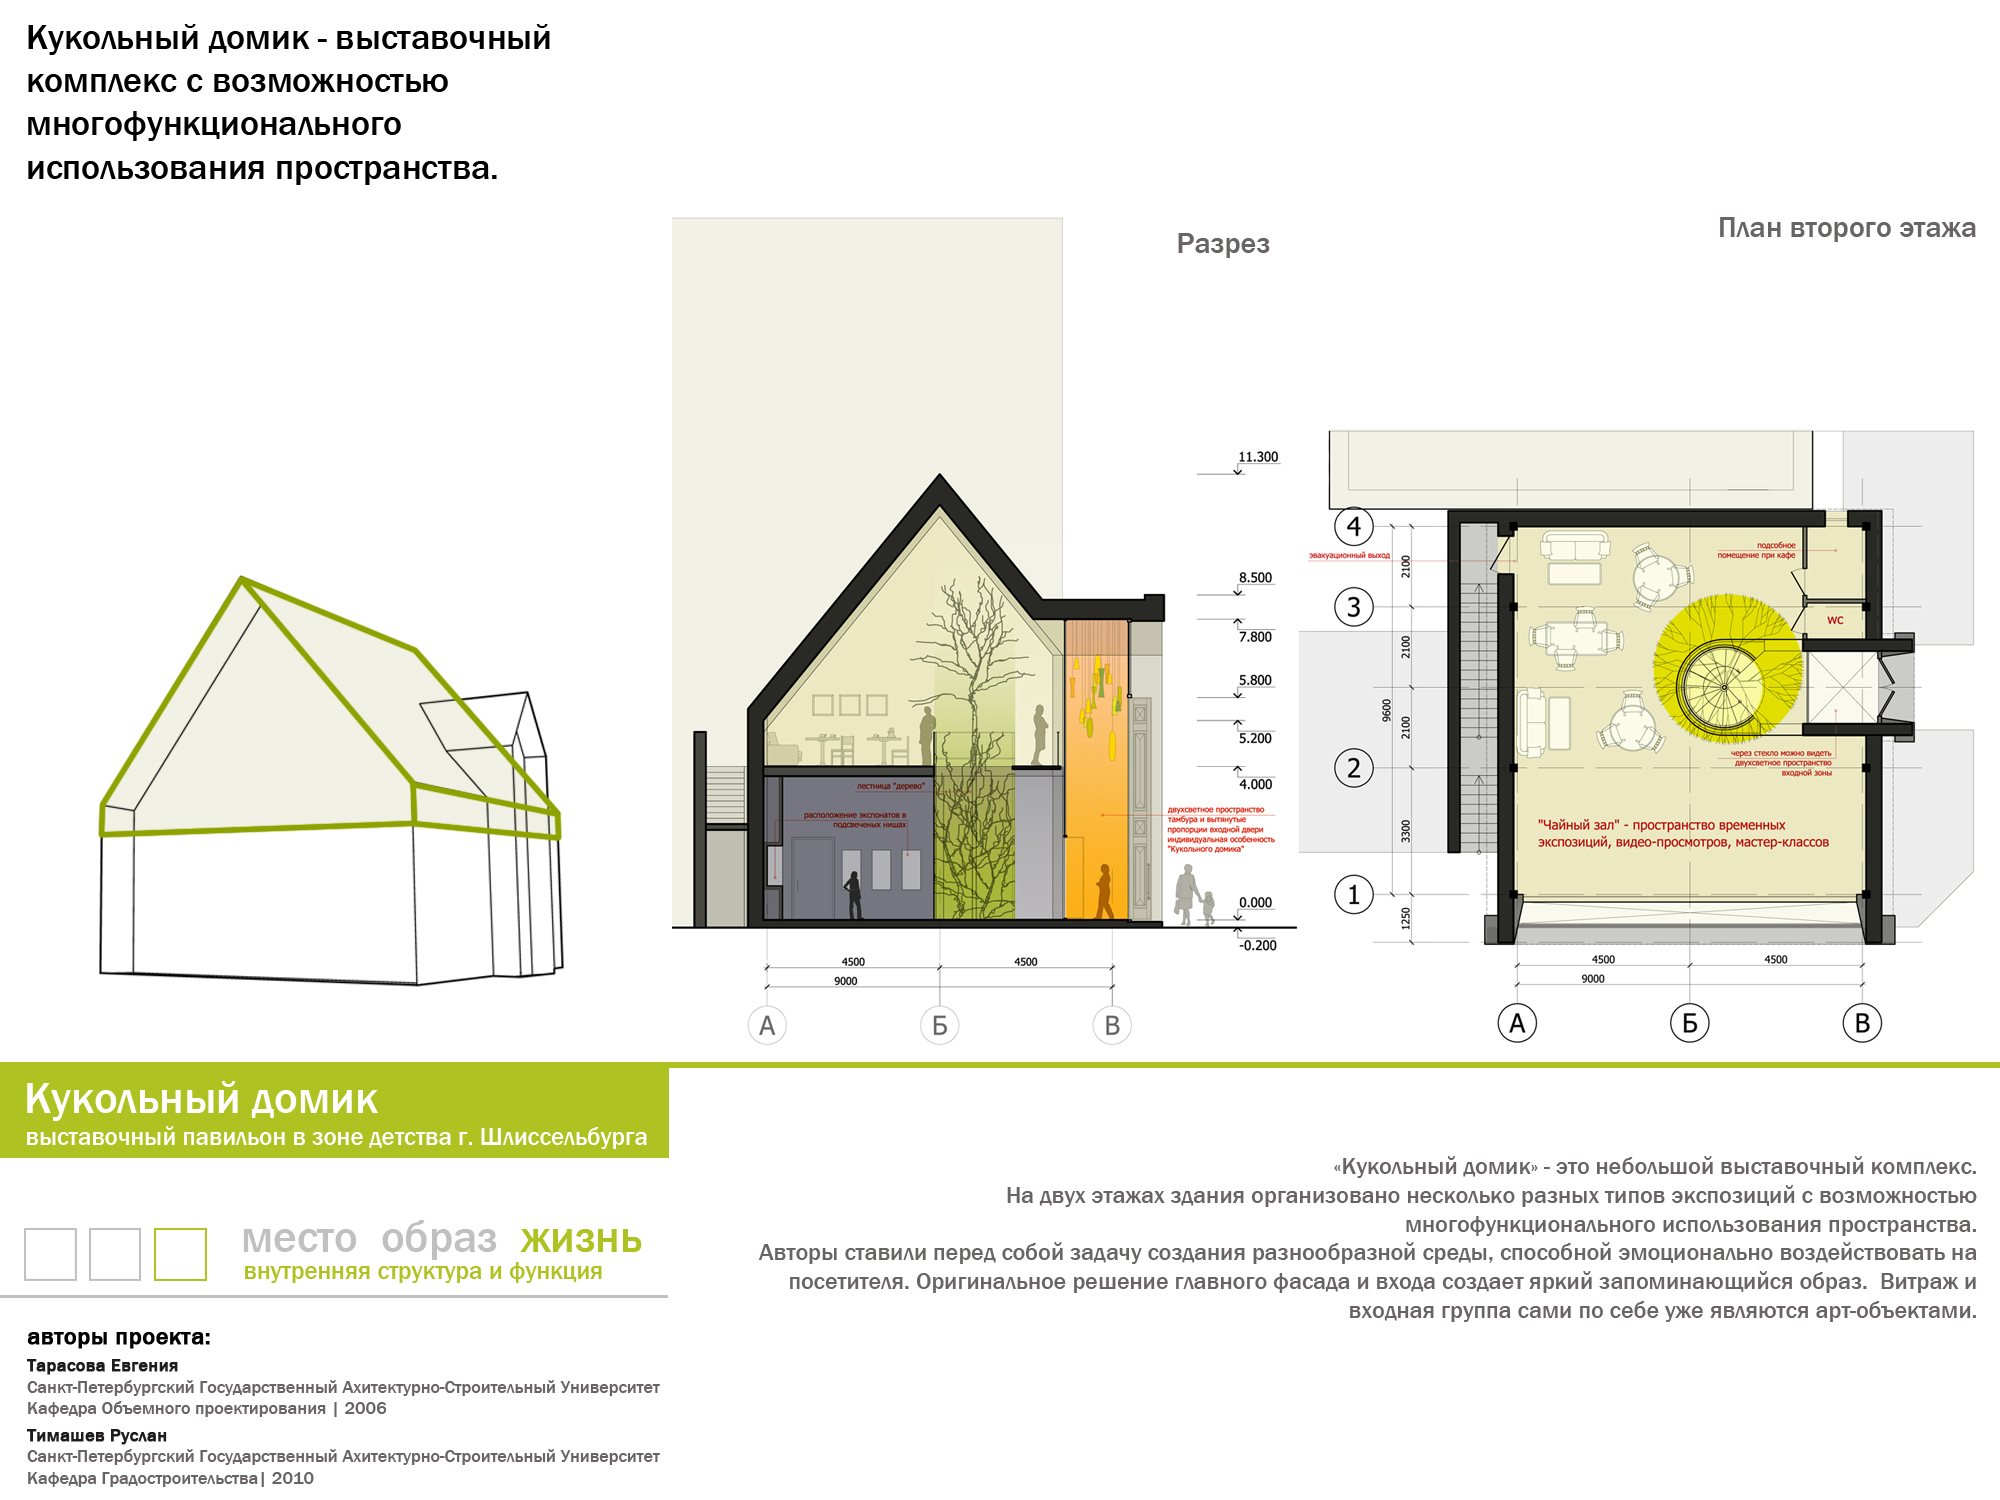 Кукольный домик - выставочный
комплекс с возможностью
многофункционального
использования пространства.
Разрез
План второго этажа
11.300
8.500
7.800
5.800
5.200
4.000
0.000
-0.200
лестница "дерево"
расположение экспонатов в
подсвеченых нишах
двухсветное пространство
тамбура и вытянутые
пропорции входной двери
индивидуальная особенность
"Кукольного домика"
4500
4500
9000
А
Б
В
4
3
2
1
эвакуационный выход
2100
2100
2100
3300
1250
9600
подсобное
помещение при кафе
WC
через стекло можно видеть
двухсветное пространство
входной зоны
"Чайный зал" - пространство временных
экспозиций, видео-просмотров, мастер-классов
4500
4500
9000
А
Б
В
Кукольный домик
выставочный павильон в зоне детства г. Шлиссельбурга
место образ жизнь
внутренняя структура и функция
авторы проекта:
Тарасова Евгения
Санкт-Петербургский Государственный Ахитектурно-Строительный Университет
Кафедра Объемного проектирования | 2006
Тимашев Руслан
Санкт-Петербургский Государственный Ахитектурно-Строительный Университет
Кафедра Градостроительства| 2010
«Кукольный домик» - это небольшой выставочный комплекс.
На двух этажах здания организовано несколько разных типов экспозиций с возможностью
многофункционального использования пространства.
Авторы ставили перед собой задачу создания разнообразной среды, способной эмоционально воздействовать на
посетителя. Оригинальное решение главного фасада и входа создает яркий запоминающийся образ. Витраж и
входная группа сами по себе уже являются арт-объектами.